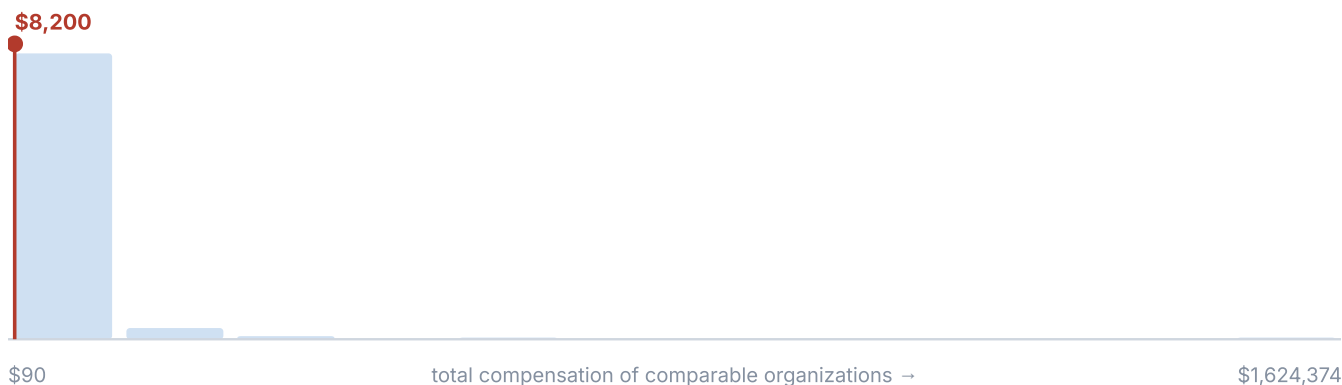 $8,200
$90 total compensation of comparable organizations → $1,624,374